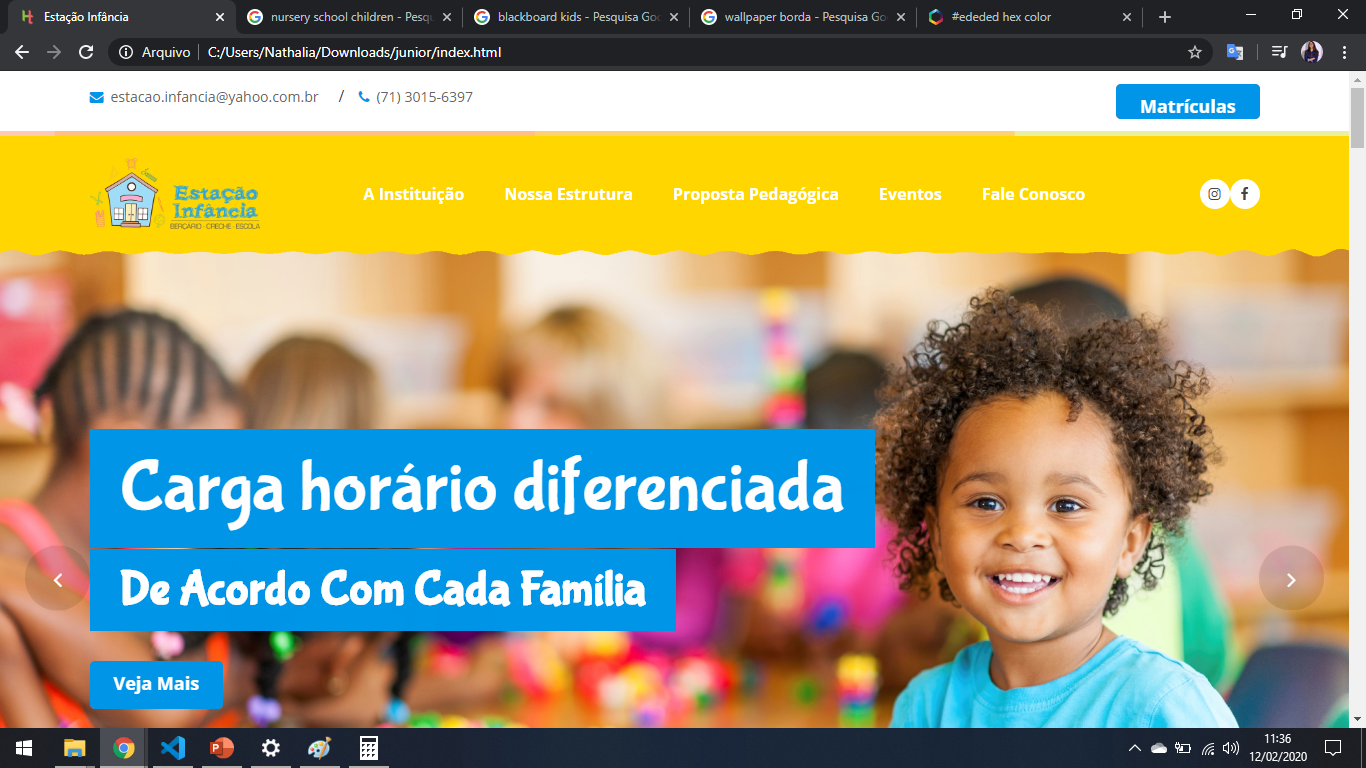 Estação Infância
nursery school children - Pesqu
blackboard kids - Pesquisa Goo
wallpaper borda - Pesquisa Goo
#ededed hex color
Arquivo
C:/Users/Nathalia/Downloads/junior/index.html
estacao.infancia@yahoo.com.br / (71) 3015-6397
Matrículas
Estação
Infância
BERÇÁRIO · CRECHE · ESCOLA
A Instituição
Nossa Estrutura
Proposta Pedagógica
Eventos
Fale Conosco
Carga horário diferenciada
De Acordo Com Cada Família
Veja Mais
11:36
12/02/2020